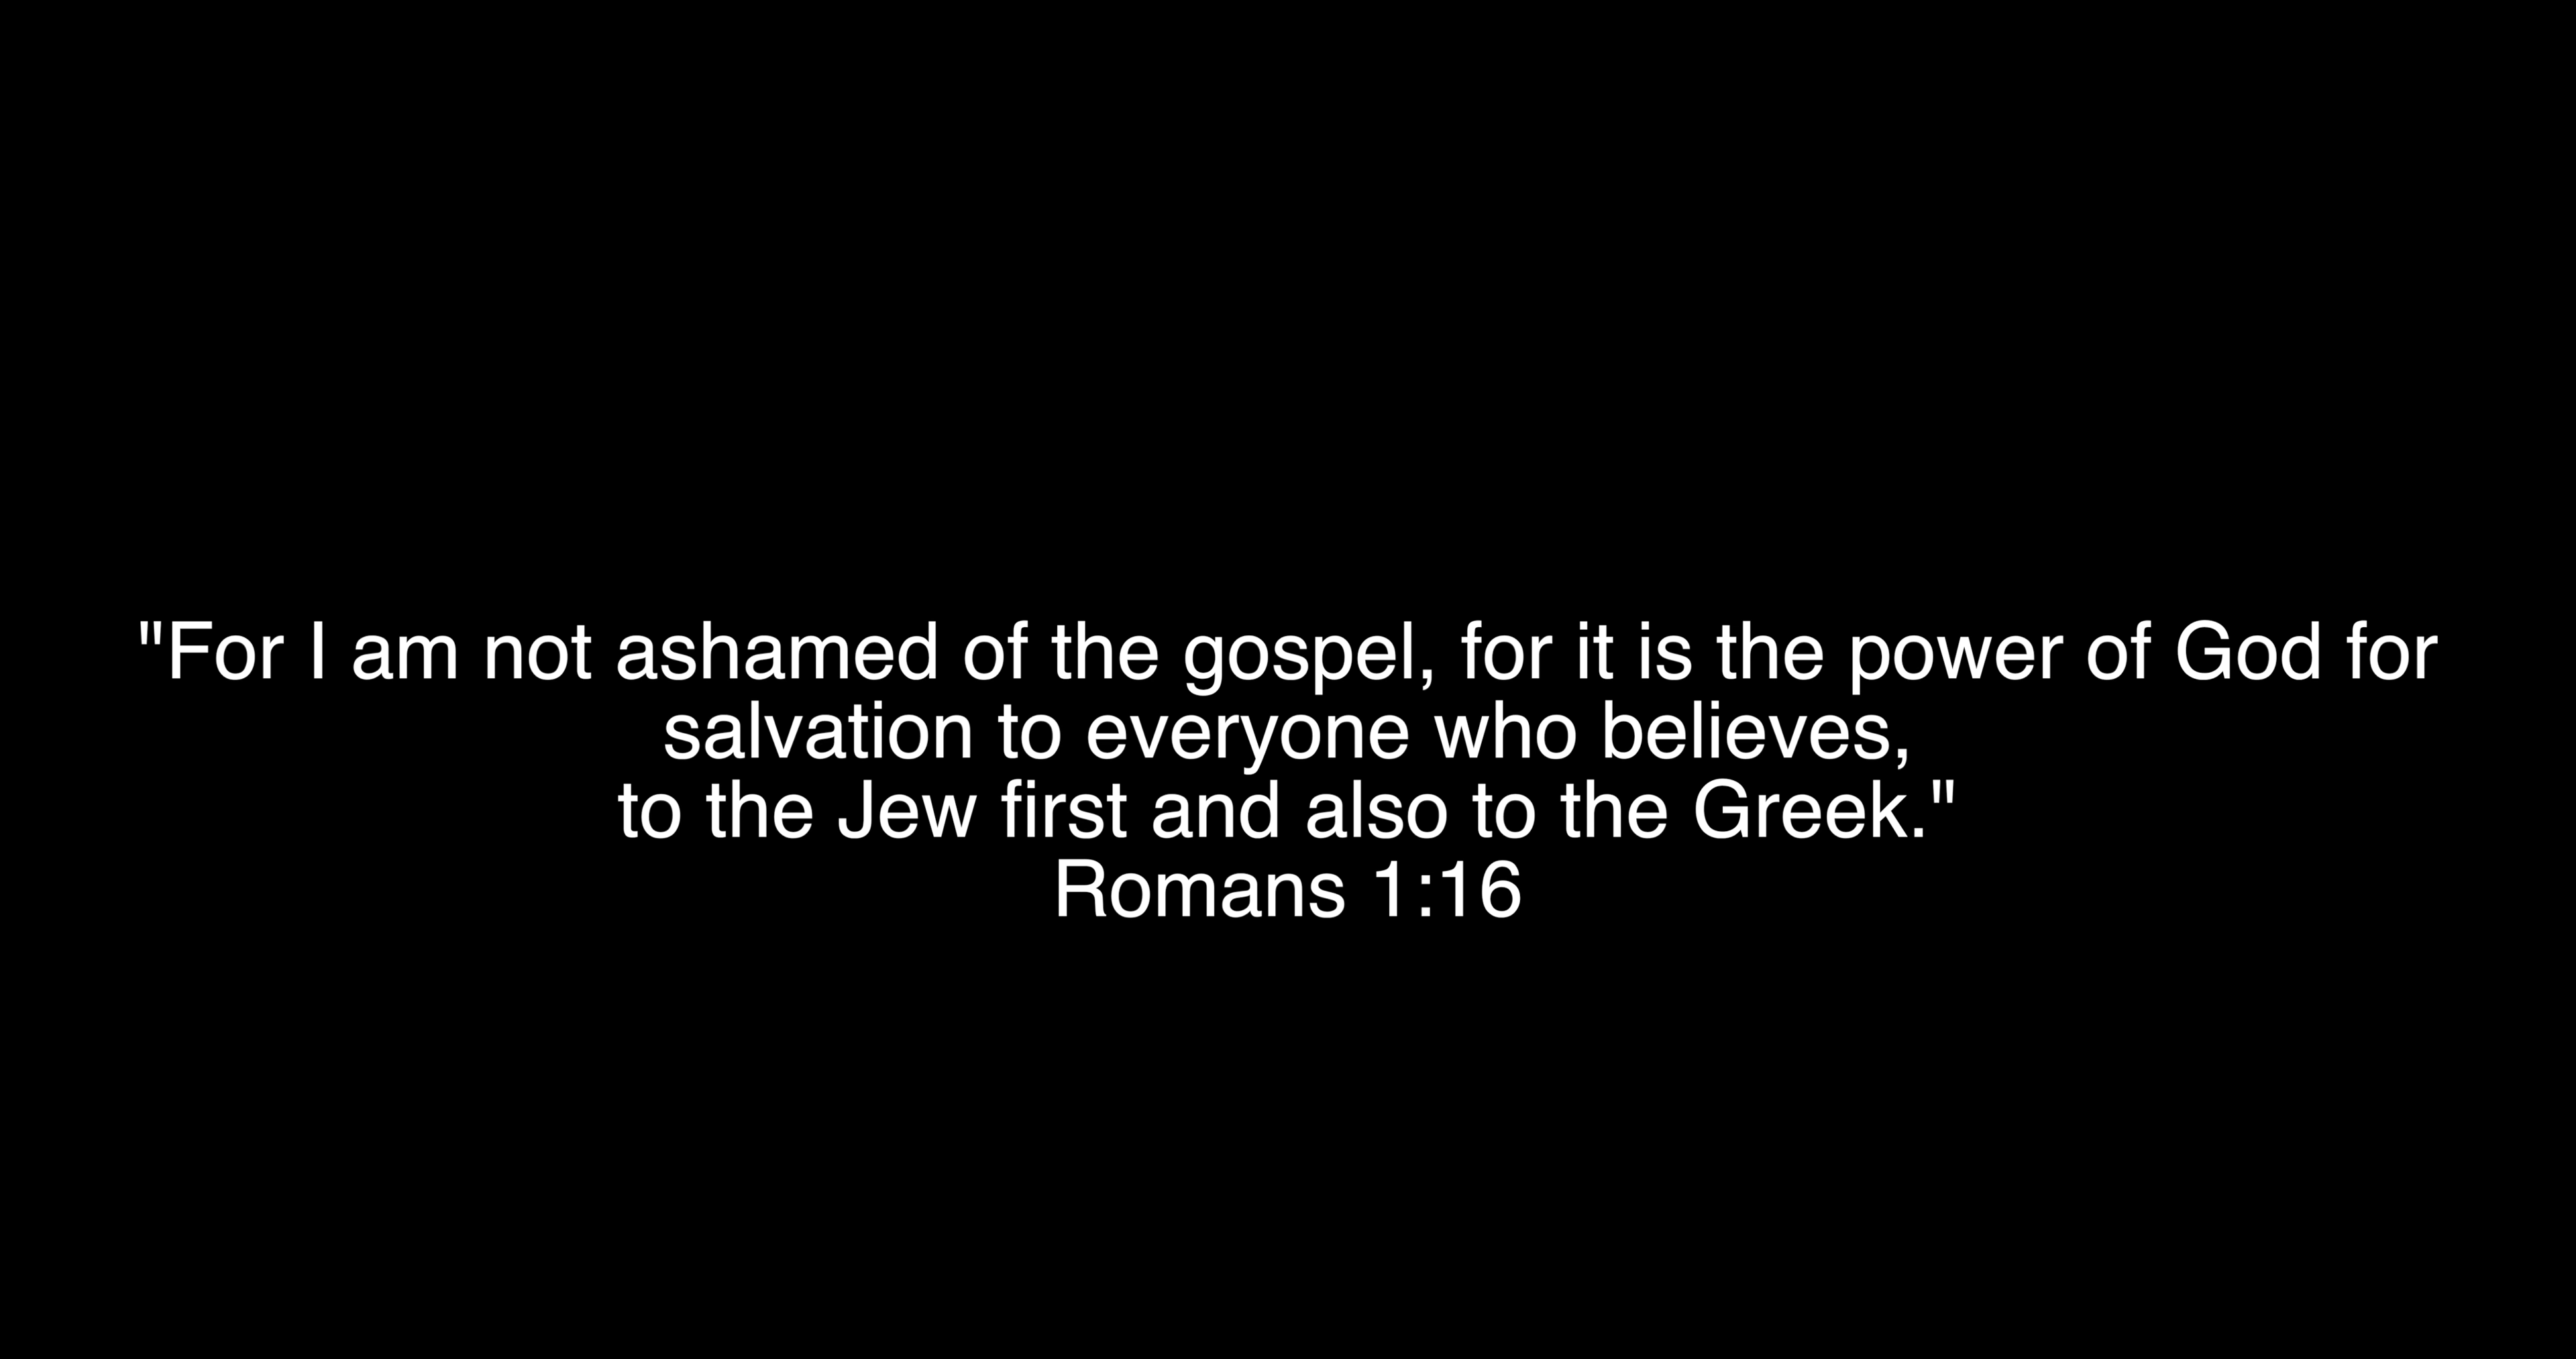 "For I am not ashamed of the gospel, for it is the power of God for
salvation to everyone who believes,
to the Jew first and also to the Greek."
Romans 1:16